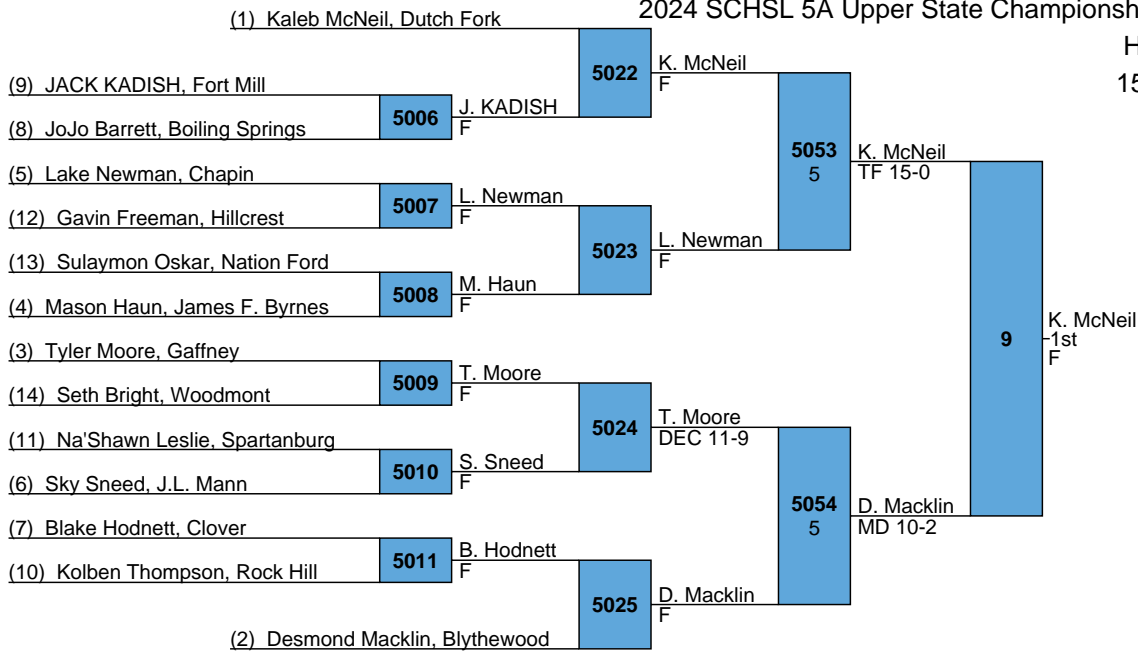 2024 SCHSL 5A Upper State Championsh
H
15
(1) Kaleb McNeil, Dutch Fork
5022
K. McNeil
F
(9) JACK KADISH, Fort Mill
5006
J. KADISH
F
(8) JoJo Barrett, Boiling Springs
5053
5
K. McNeil
TF 15-0
(5) Lake Newman, Chapin
5007
L. Newman
F
(12) Gavin Freeman, Hillcrest
5023
L. Newman
F
(13) Sulaymon Oskar, Nation Ford
5008
M. Haun
F
(4) Mason Haun, James F. Byrnes
9
K. McNeil
1st
F
(3) Tyler Moore, Gaffney
5009
T. Moore
F
(14) Seth Bright, Woodmont
5024
T. Moore
DEC 11-9
(11) Na'Shawn Leslie, Spartanburg
5010
S. Sneed
F
(6) Sky Sneed, J.L. Mann
5054
5
D. Macklin
MD 10-2
(7) Blake Hodnett, Clover
5011
B. Hodnett
F
(10) Kolben Thompson, Rock Hill
5025
D. Macklin
F
(2) Desmond Macklin, Blythewood